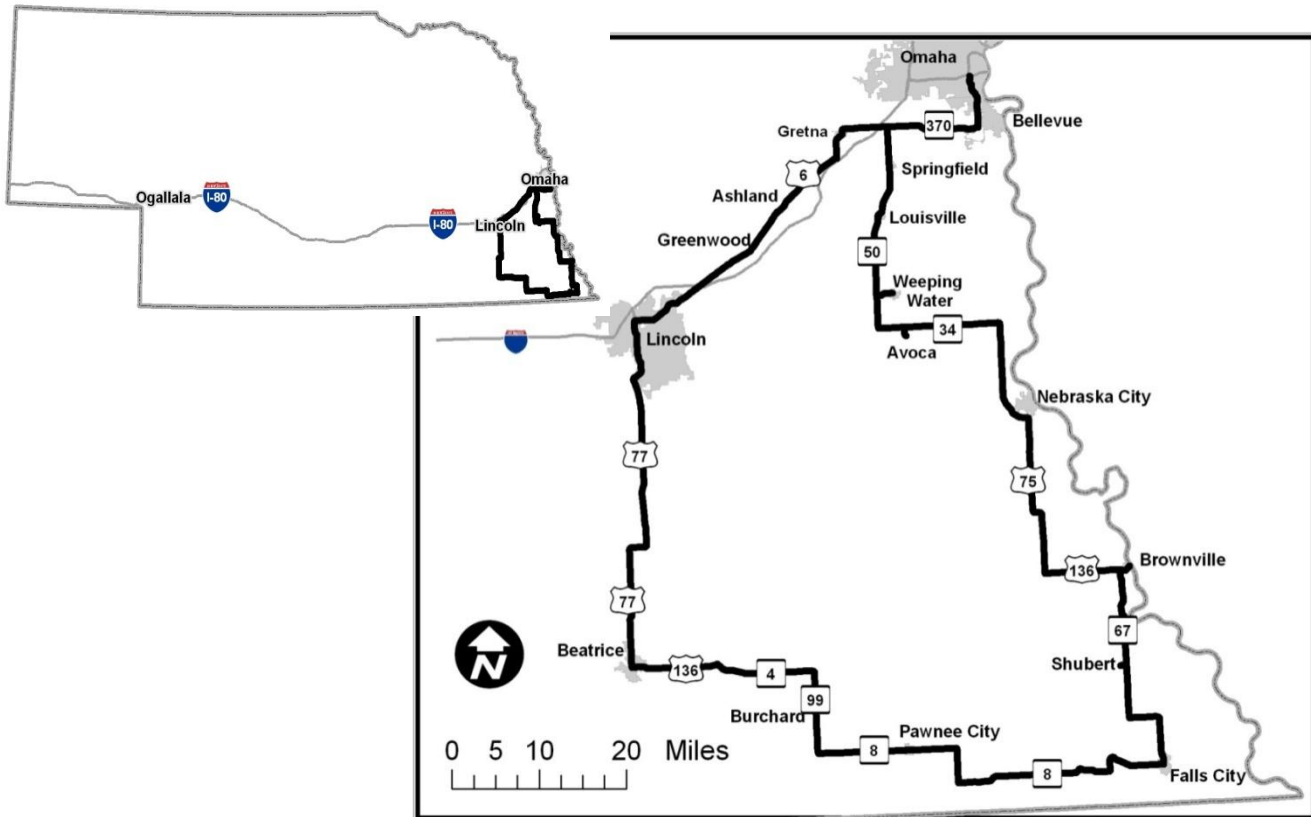 Omaha
Ogallala
I-80
I-80
Lincoln
Omaha
Bellevue
Gretna
370
Springfield
6
Ashland
Louisville
Greenwood
50
Weeping
Water
34
Lincoln
Avoca
Nebraska City
77
75
Brownville
136
77
67
Beatrice
Shubert
136
4
99
N
Burchard
Pawnee City
8
8
Falls City
0 5 10 20 Miles